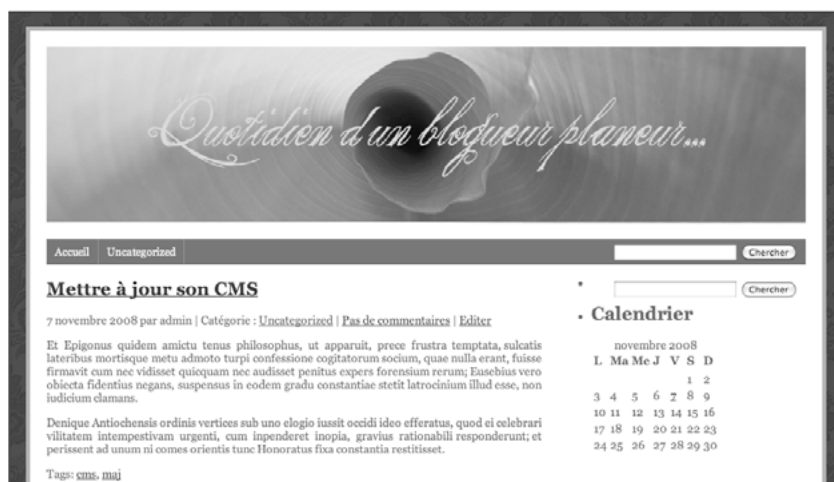 Quotidien d'un blogueur planeur...
Accueil Uncategorized Chercher
Mettre à jour son CMS
7 novembre 2008 par admin | Catégorie : Uncategorized | Pas de commentaires | Editer
Et Epigonus quidem amictu tenus philosophus, ut apparuit, prece frustra temptata, sulcatis
lateribus mortisque metu admoto turpi confessione cogitatorum socium, quae nulla erant, fuisse
firmavit cum nec vidisset quicquam nec audisset penitus expers forensium rerum; Eusebius vero
obiecta fidentius negans, suspensus in eodem gradu constantiae stetit latrocinium illud esse, non
iudicium clamans.
Denique Antiochensis ordinis vertices sub uno elogio iussit occidi ideo efferatus, quod ei celebrari
vilitatem intempestivam urgenti, cum inpenderet inopia, gravius rationabili responderunt; et
perissent ad unum ni comes orientis tunc Honoratus fixa constantia restitisset.
Tags: cms, maj
Chercher
Calendrier
novembre 2008
L Ma Me J V S D
1 2
3 4 5 6 7 8 9
10 11 12 13 14 15 16
17 18 19 20 21 22 23
24 25 26 27 28 29 30